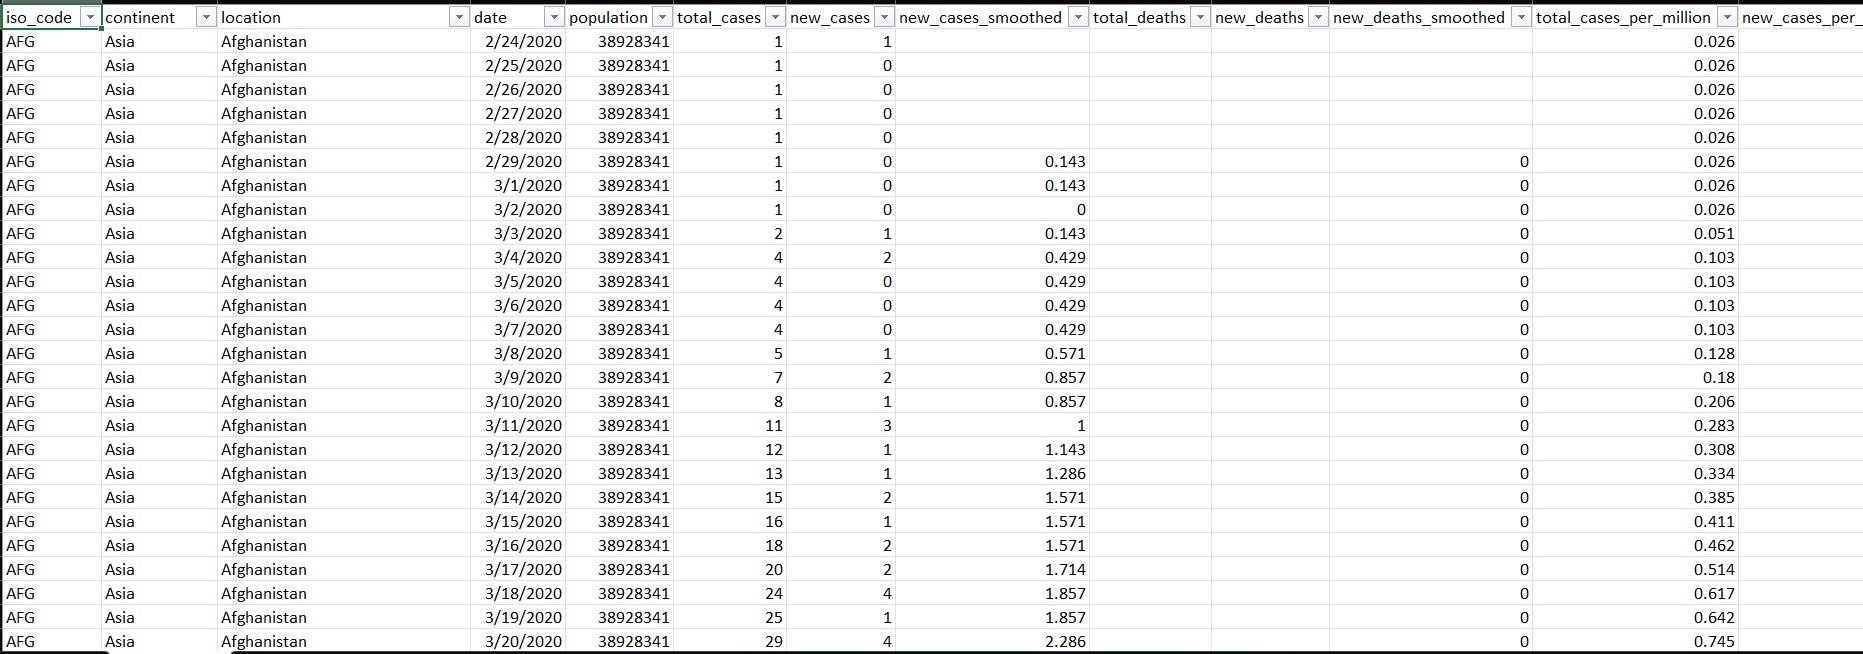 iso_code continent location date population total_cases new_cases new_cases_smoothed total_deaths new_deaths new_deaths_smoothed total_cases_per_million new_cases_per_
AFG Asia Afghanistan 2/24/2020 38928341 1 1 0.026
AFG Asia Afghanistan 2/25/2020 38928341 1 0 0.026
AFG Asia Afghanistan 2/26/2020 38928341 1 0 0.026
AFG Asia Afghanistan 2/27/2020 38928341 1 0 0.026
AFG Asia Afghanistan 2/28/2020 38928341 1 0 0.026
AFG Asia Afghanistan 2/29/2020 38928341 1 0 0.143 0 0.026
AFG Asia Afghanistan 3/1/2020 38928341 1 0 0.143 0 0.026
AFG Asia Afghanistan 3/2/2020 38928341 1 0 0 0 0.026
AFG Asia Afghanistan 3/3/2020 38928341 2 1 0.143 0 0.051
AFG Asia Afghanistan 3/4/2020 38928341 4 2 0.429 0 0.103
AFG Asia Afghanistan 3/5/2020 38928341 4 0 0.429 0 0.103
AFG Asia Afghanistan 3/6/2020 38928341 4 0 0.429 0 0.103
AFG Asia Afghanistan 3/7/2020 38928341 4 0 0.429 0 0.103
AFG Asia Afghanistan 3/8/2020 38928341 5 1 0.571 0 0.128
AFG Asia Afghanistan 3/9/2020 38928341 7 2 0.857 0 0.18
AFG Asia Afghanistan 3/10/2020 38928341 8 1 0.857 0 0.206
AFG Asia Afghanistan 3/11/2020 38928341 11 3 1 0 0.283
AFG Asia Afghanistan 3/12/2020 38928341 12 1 1.143 0 0.308
AFG Asia Afghanistan 3/13/2020 38928341 13 1 1.286 0 0.334
AFG Asia Afghanistan 3/14/2020 38928341 15 2 1.571 0 0.385
AFG Asia Afghanistan 3/15/2020 38928341 16 1 1.571 0 0.411
AFG Asia Afghanistan 3/16/2020 38928341 18 2 1.571 0 0.462
AFG Asia Afghanistan 3/17/2020 38928341 20 2 1.714 0 0.514
AFG Asia Afghanistan 3/18/2020 38928341 24 4 1.857 0 0.617
AFG Asia Afghanistan 3/19/2020 38928341 25 1 1.857 0 0.642
AFG Asia Afghanistan 3/20/2020 38928341 29 4 2.286 0 0.745